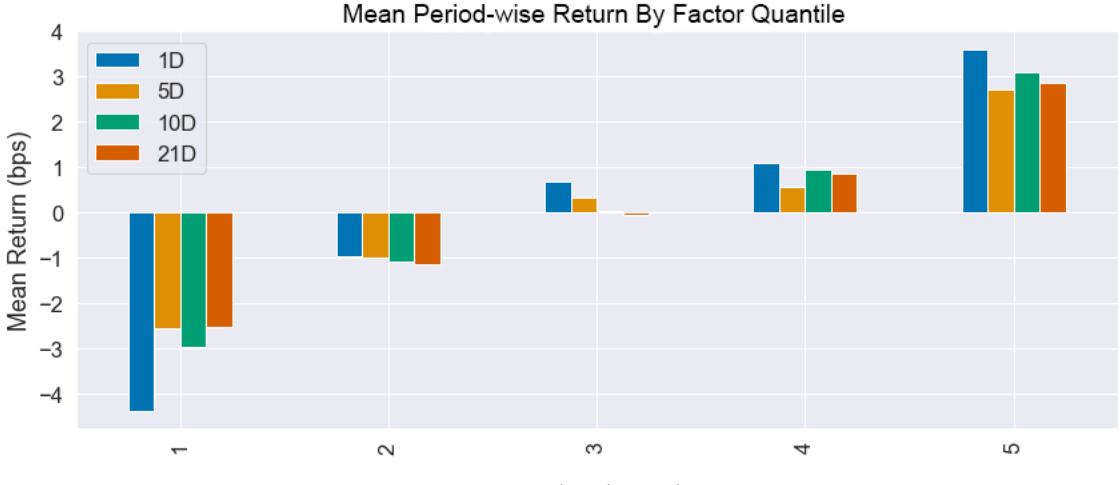 Mean Period-wise Return By Factor Quantile
4
3
2
1
0
−1
−2
−3
−4
Mean Return (bps)
1D
5D
10D
21D
1
2
3
4
5